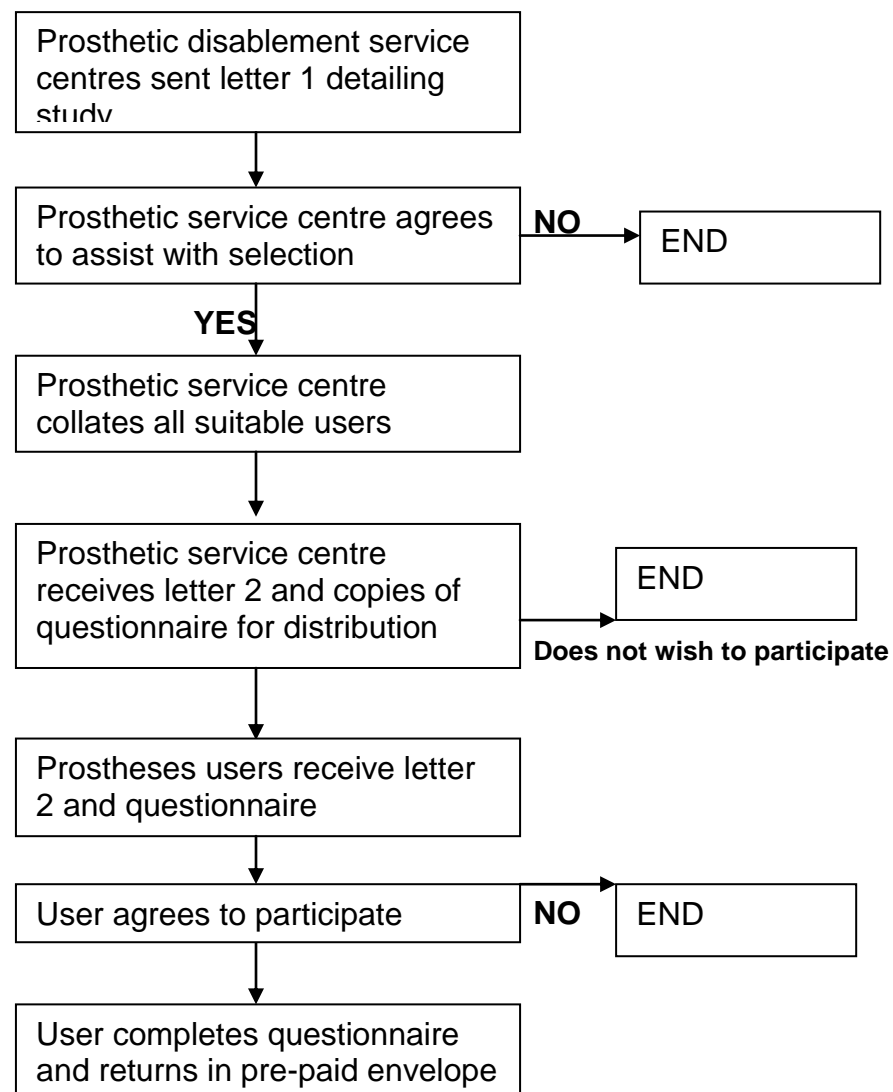 Prosthetic disablement service
centres sent letter 1 detailing
study
Prosthetic service centre agrees
to assist with selection
NO
END
YES
Prosthetic service centre
collates all suitable users
Prosthetic service centre
receives letter 2 and copies of
questionnaire for distribution
END
Does not wish to participate
Prostheses users receive letter
2 and questionnaire
User agrees to participate
NO
END
User completes questionnaire
and returns in pre-paid envelope